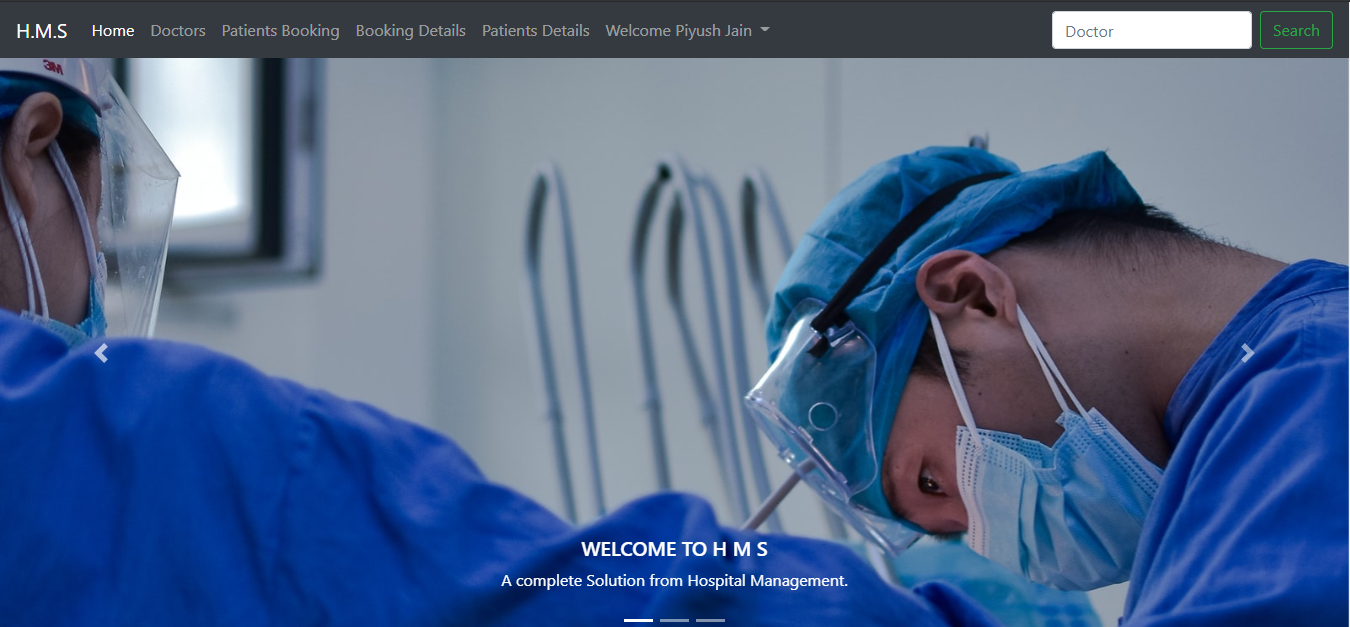 H.M.S Home Doctors Patients Booking Booking Details Patients Details Welcome Piyush Jain Doctor Search
3M
WELCOME TO H M S
A complete Solution from Hospital Management.